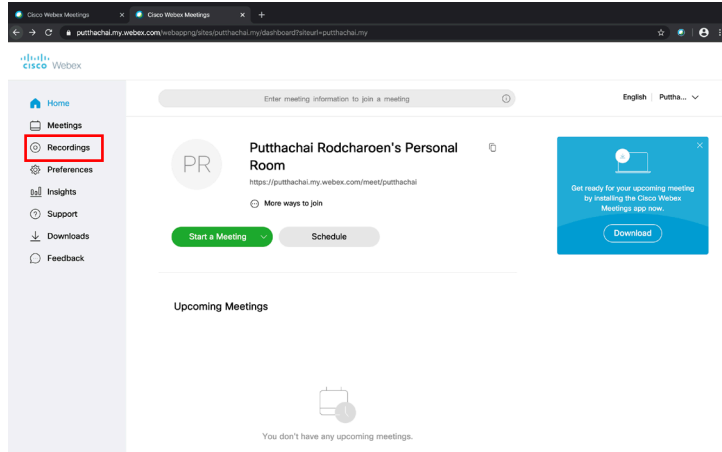 Cisco Webex Meetings
Cisco Webex Meetings
putthachai.my.webex.com/webappng/sites/putthachai.my/dashboard?siteurl=putthachai.my
cisco Webex
Enter meeting information to join a meeting
English
Puttha...
Home
Meetings
Recordings
Preferences
Insights
Support
Downloads
Feedback
PR
Putthachai Rodcharoen's Personal
Room
https://putthachai.my.webex.com/meet/putthachai
More ways to join
Start a Meeting
Schedule
Get ready for your upcoming meeting
by installing the Cisco Webex
Meetings app now.
Download
Upcoming Meetings
You don't have any upcoming meetings.